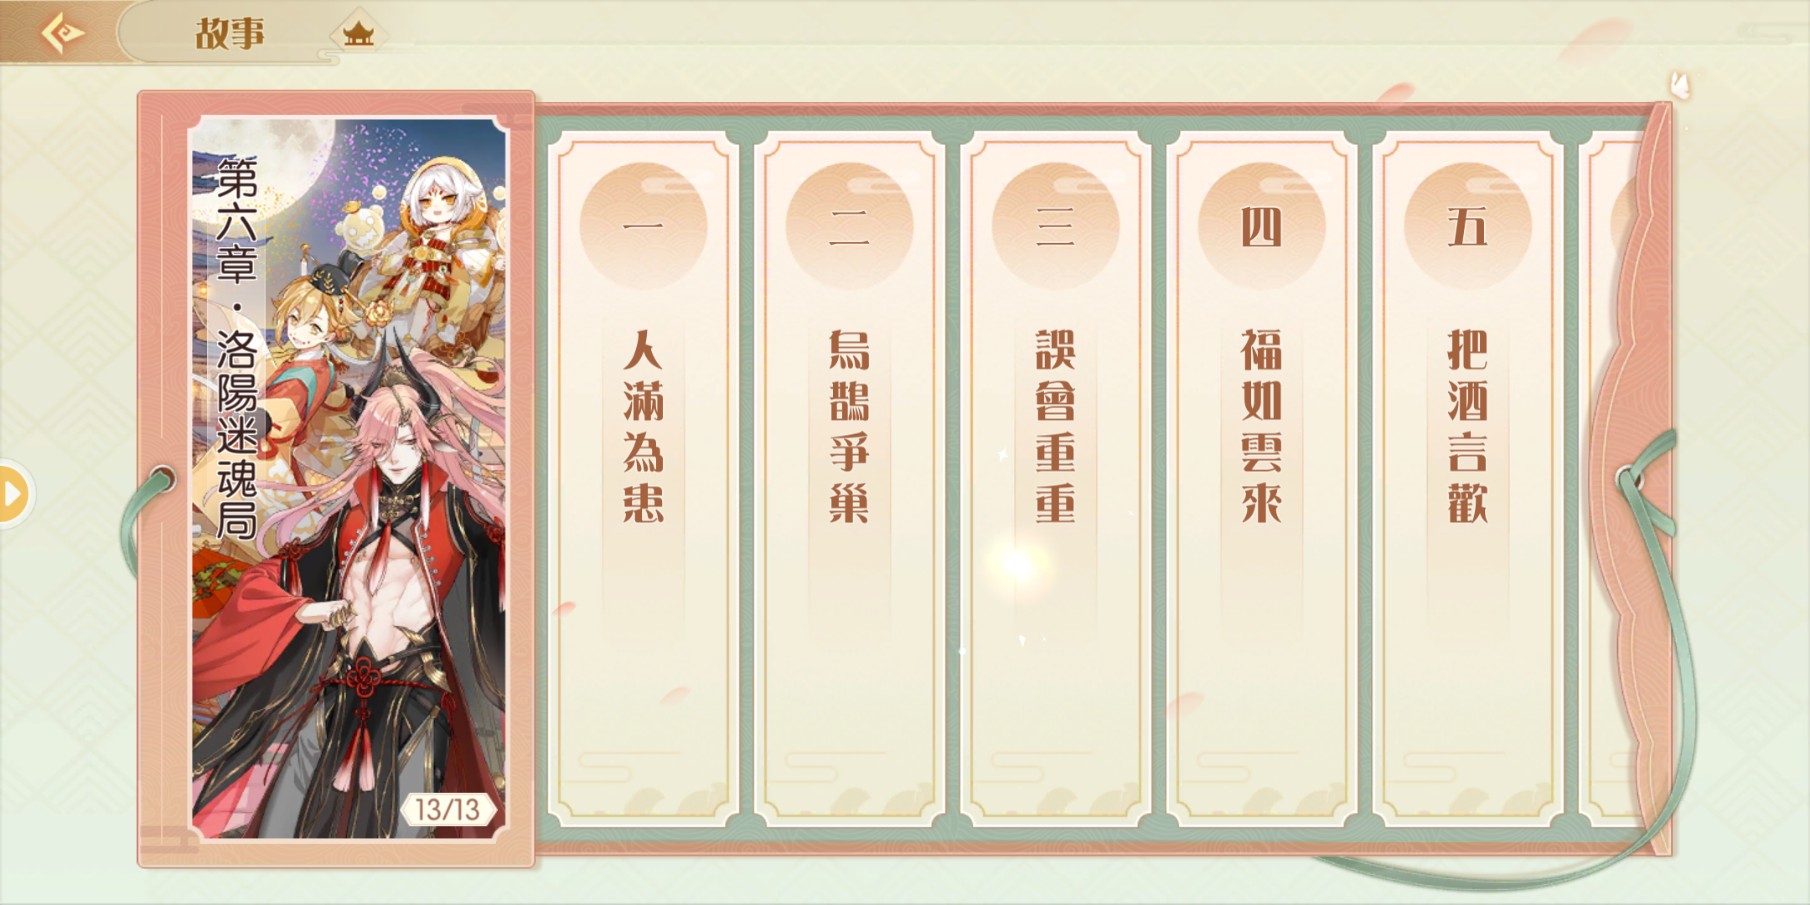 故事
第六章·洛陽迷魂局
13/13
一
人滿為患
二
烏鵲爭巢
三
誤會重重
四
福如雲來
五
把酒言歡